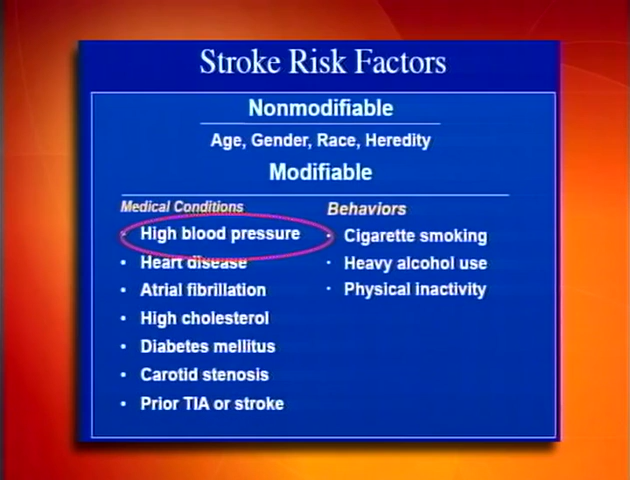 Stroke Risk Factors
Nonmodifiable
Age, Gender, Race, Heredity
Modifiable
Medical Conditions
• High blood pressure
• Heart disease
• Atrial fibrillation
• High cholesterol
• Diabetes mellitus
• Carotid stenosis
• Prior TIA or stroke
Behaviors
• Cigarette smoking
• Heavy alcohol use
• Physical inactivity